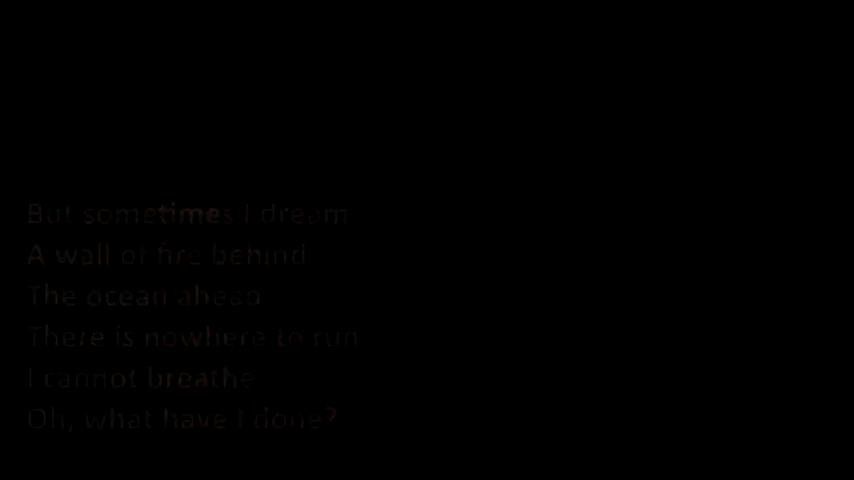 But sometimes I dream
A wall of fire behind
The ocean ahead
There is nowhere to run
I cannot breathe
Oh, what have I done?